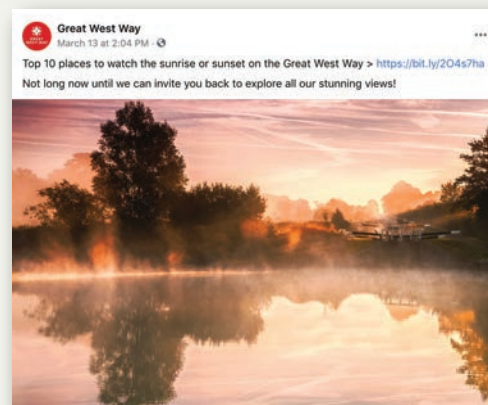 Great West Way
March 13 at 2:04 PM ·
Top 10 places to watch the sunrise or sunset on the Great West Way > https://bit.ly/2O4s7ha
Not long now until we can invite you back to explore all our stunning views!